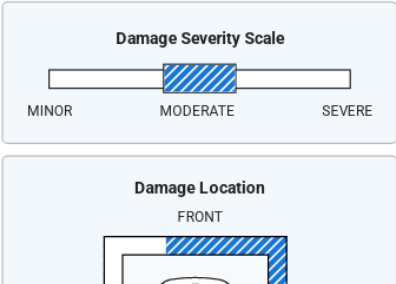 Damage Severity Scale
MINOR MODERATE SEVERE
Damage Location
FRONT